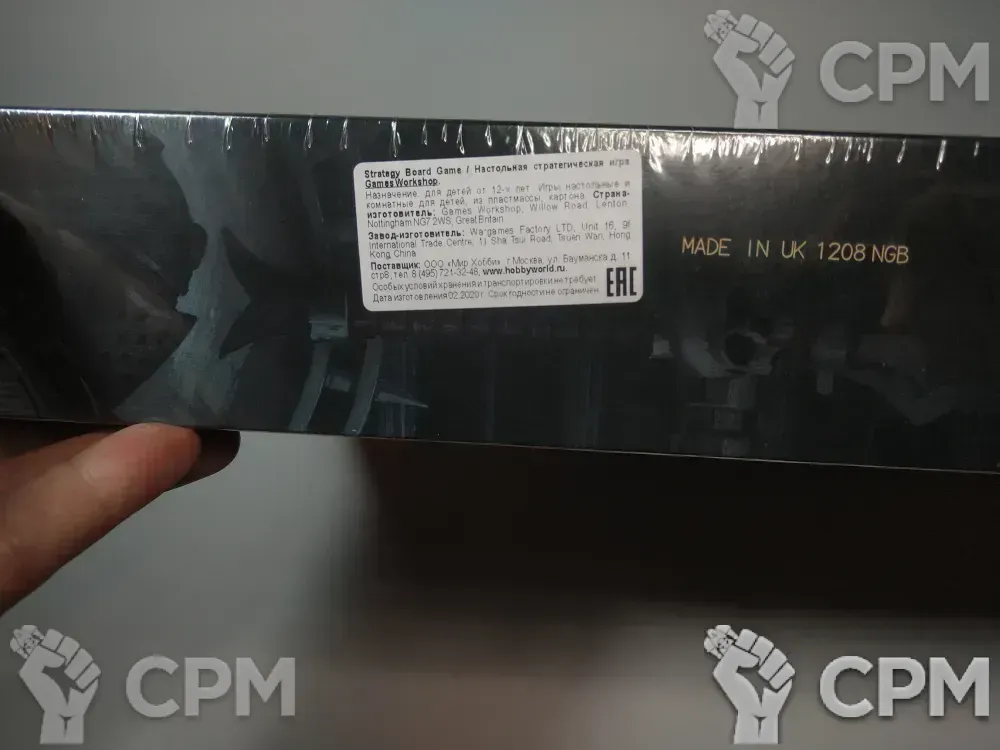 CPM
Strategy Board Game / Настольная стратегическая игра
Games Workshop.
Назначение: для детей от 12-х лет. Игры настольные и
комнатные для детей, из пластмассы, картона. Страна-
изготовитель: Games Workshop, Willow Road, Lenton,
Nottingham NG7 2WS, Great Britain
Завод-изготовитель: Wargames Factory LTD, Unit 16, 9f
International Trade Centre, 11 Sha Tsui Road, Tsuen Wan, Hong
Kong, China
Поставщик: ООО «Мир Хобби» г.Москва, ул. Бауманска д. 11
стр8, тел. 8(495) 721-32-48, www.hobbyworld.ru.
Особых условий хранения и транспортировки не требует.
Дата изготовления 02.2020 г. Срок годности не ограничен.
EAC
MADE IN UK 1208 NGB
CPM
CPM